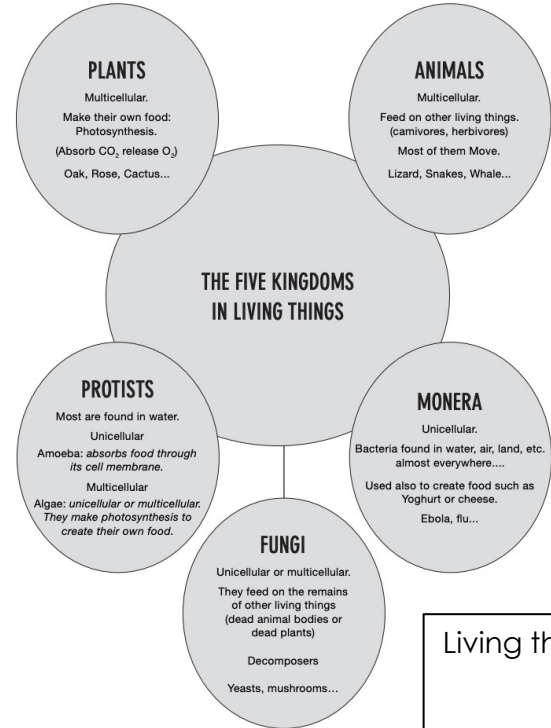 PLANTS
Multicellular.
Make their own food:
Photosynthesis.
(Absorb CO₂ release O₂)
Oak, Rose, Cactus...
ANIMALS
Multicellular.
Feed on other living things.
(carnivores, herbivores)
Most of them Move.
Lizard, Snakes, Whale...
THE FIVE KINGDOMS
IN LIVING THINGS
PROTISTS
Most are found in water.
Unicellular
Amoeba: absorbs food through
its cell membrane.
Multicellular
Algae: unicellular or multicellular.
They make photosynthesis to
create their own food.
MONERA
Unicellular.
Bacteria found in water, air, land, etc.
almost everywhere....
Used also to create food such as
Yoghurt or cheese.
Ebola, flu...
FUNGI
Unicellular or multicellular.
They feed on the remains
of other living things
(dead animal bodies or
dead plants)
Decomposers
Yeasts, mushrooms...
Living